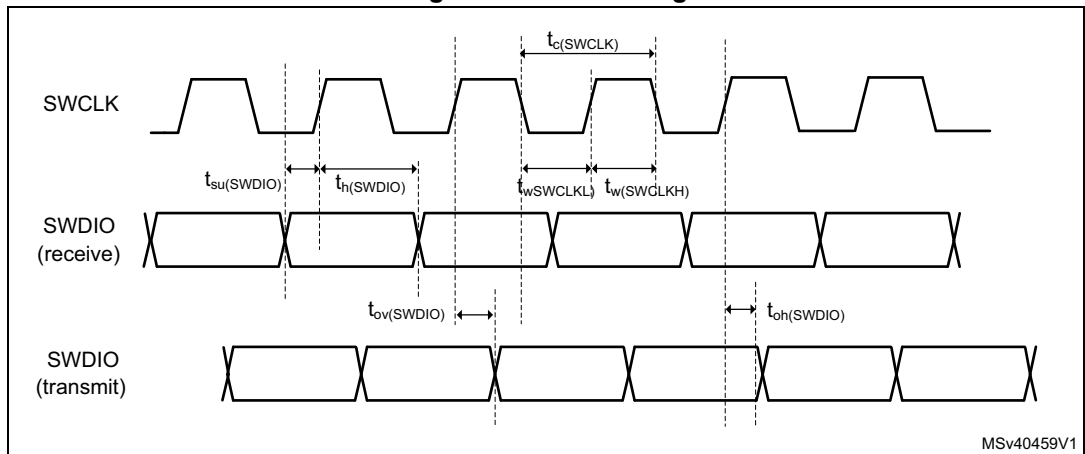 tc(SWCLK)
SWCLK
tsu(SWDIO)
th(SWDIO)
twSWCLKL)
tw(SWCLKH)
SWDIO
(receive)
tov(SWDIO)
toh(SWDIO)
SWDIO
(transmit)
MSv40459V1